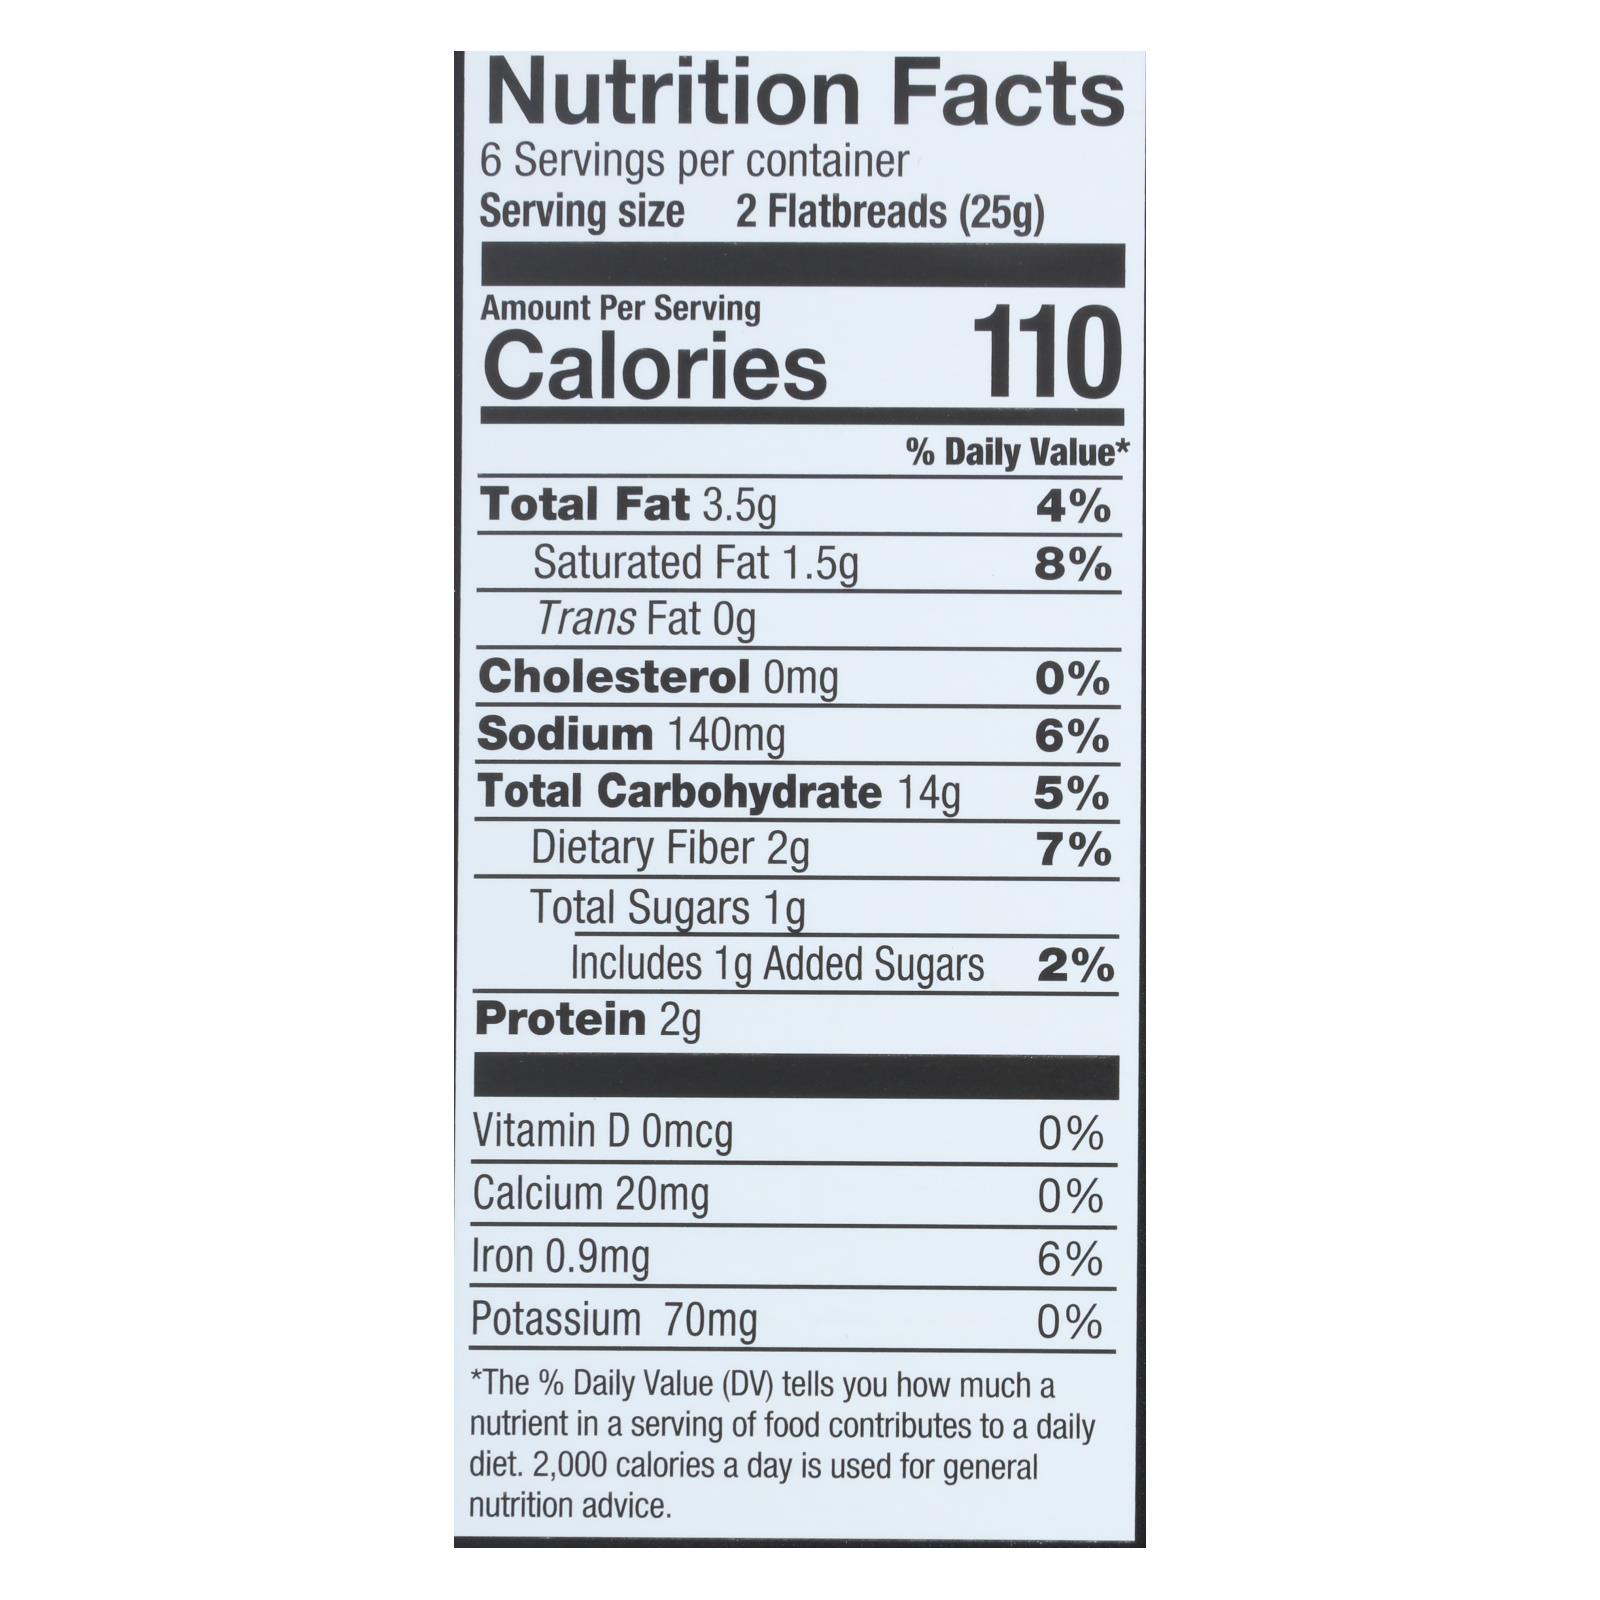 Nutrition Facts
6 Servings per container
Serving size 2 Flatbreads (25g)
Amount Per Serving
Calories 110
% Daily Value*
Total Fat 3.5g 4%
Saturated Fat 1.5g 8%
Trans Fat 0g
Cholesterol 0mg 0%
Sodium 140mg 6%
Total Carbohydrate 14g 5%
Dietary Fiber 2g 7%
Total Sugars 1g
Includes 1g Added Sugars 2%
Protein 2g
Vitamin D 0mcg 0%
Calcium 20mg 0%
Iron 0.9mg 6%
Potassium 70mg 0%
*The % Daily Value (DV) tells you how much a
nutrient in a serving of food contributes to a daily
diet. 2,000 calories a day is used for general
nutrition advice.